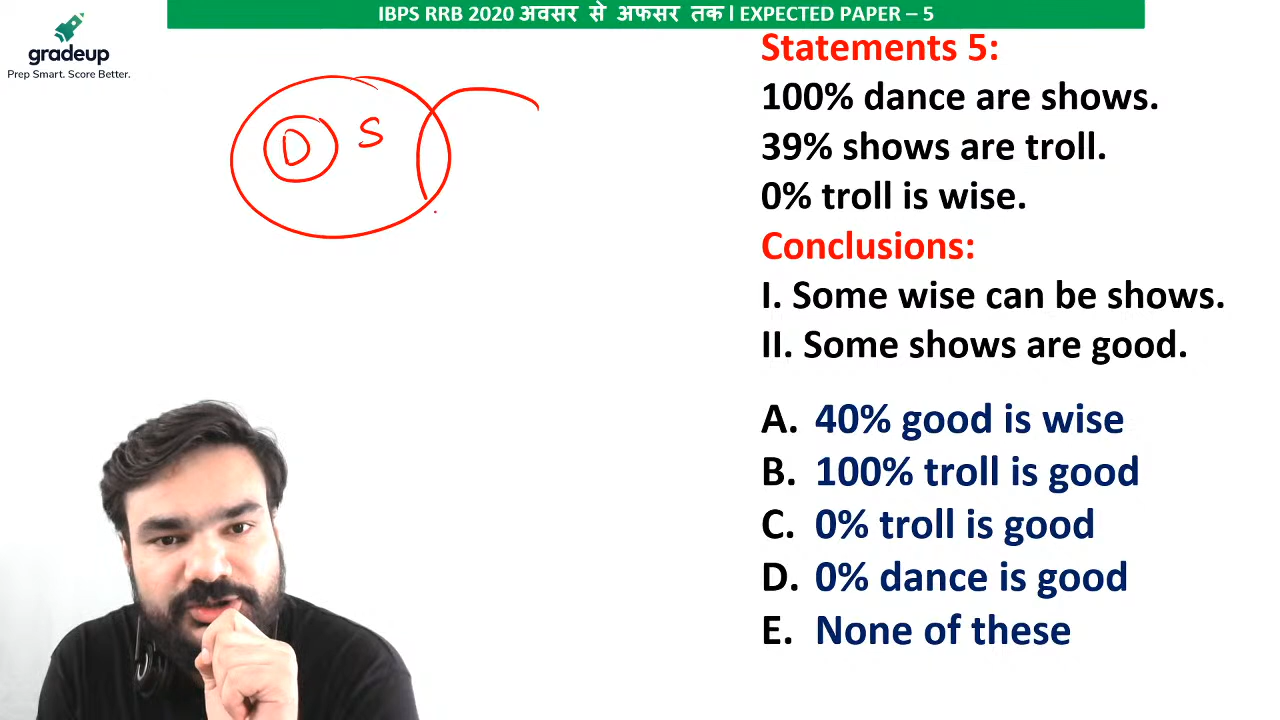 IBPS RRB 2020 अवसर से अफसर तक l EXPECTED PAPER – 5
gradeup
Prep Smart. Score Better.
D S
Statements 5:
100% dance are shows.
39% shows are troll.
0% troll is wise.
Conclusions:
I. Some wise can be shows.
II. Some shows are good.
A. 40% good is wise
B. 100% troll is good
C. 0% troll is good
D. 0% dance is good
E. None of these